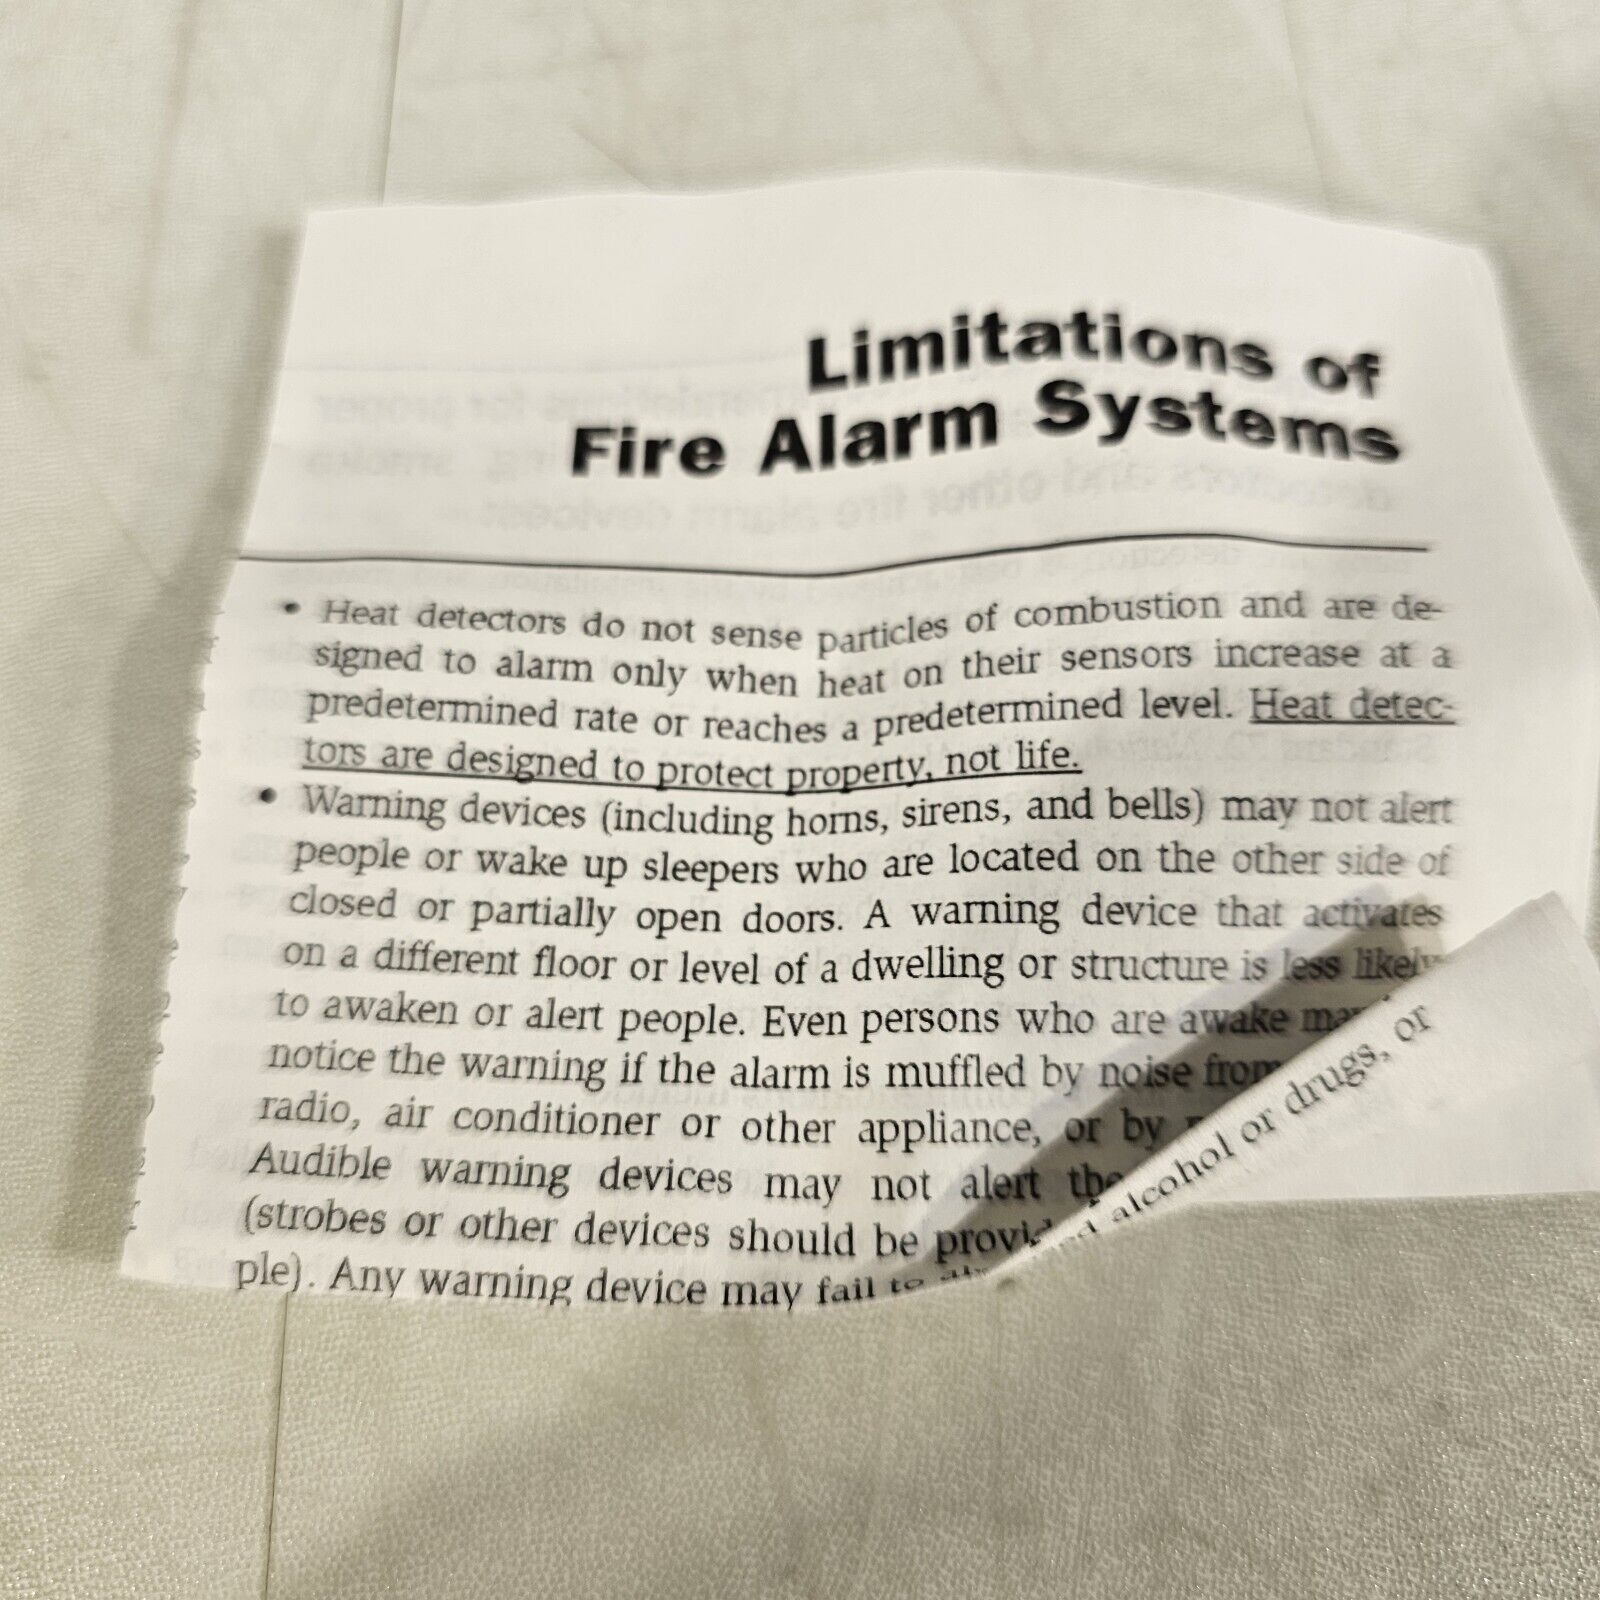 Limitations of
Fire Alarm Systems
• Heat detectors do not sense particles of combustion and are de-
signed to alarm only when heat on their sensors increase at a
predetermined rate or reaches a predetermined level. Heat detec-
tors are designed to protect property, not life.
• Warning devices (including horns, sirens, and bells) may not alert
people or wake up sleepers who are located on the other side of
closed or partially open doors. A warning device that activates
on a different floor or level of a dwelling or structure is less likely
to awaken or alert people. Even persons who are awake may
notice the warning if the alarm is muffled by noise from
radio, air conditioner or other appliance, or by
Audible warning devices may not alert the
(strobes or other devices should be
ple). Any warning device may fail to
alcohol or drugs, or